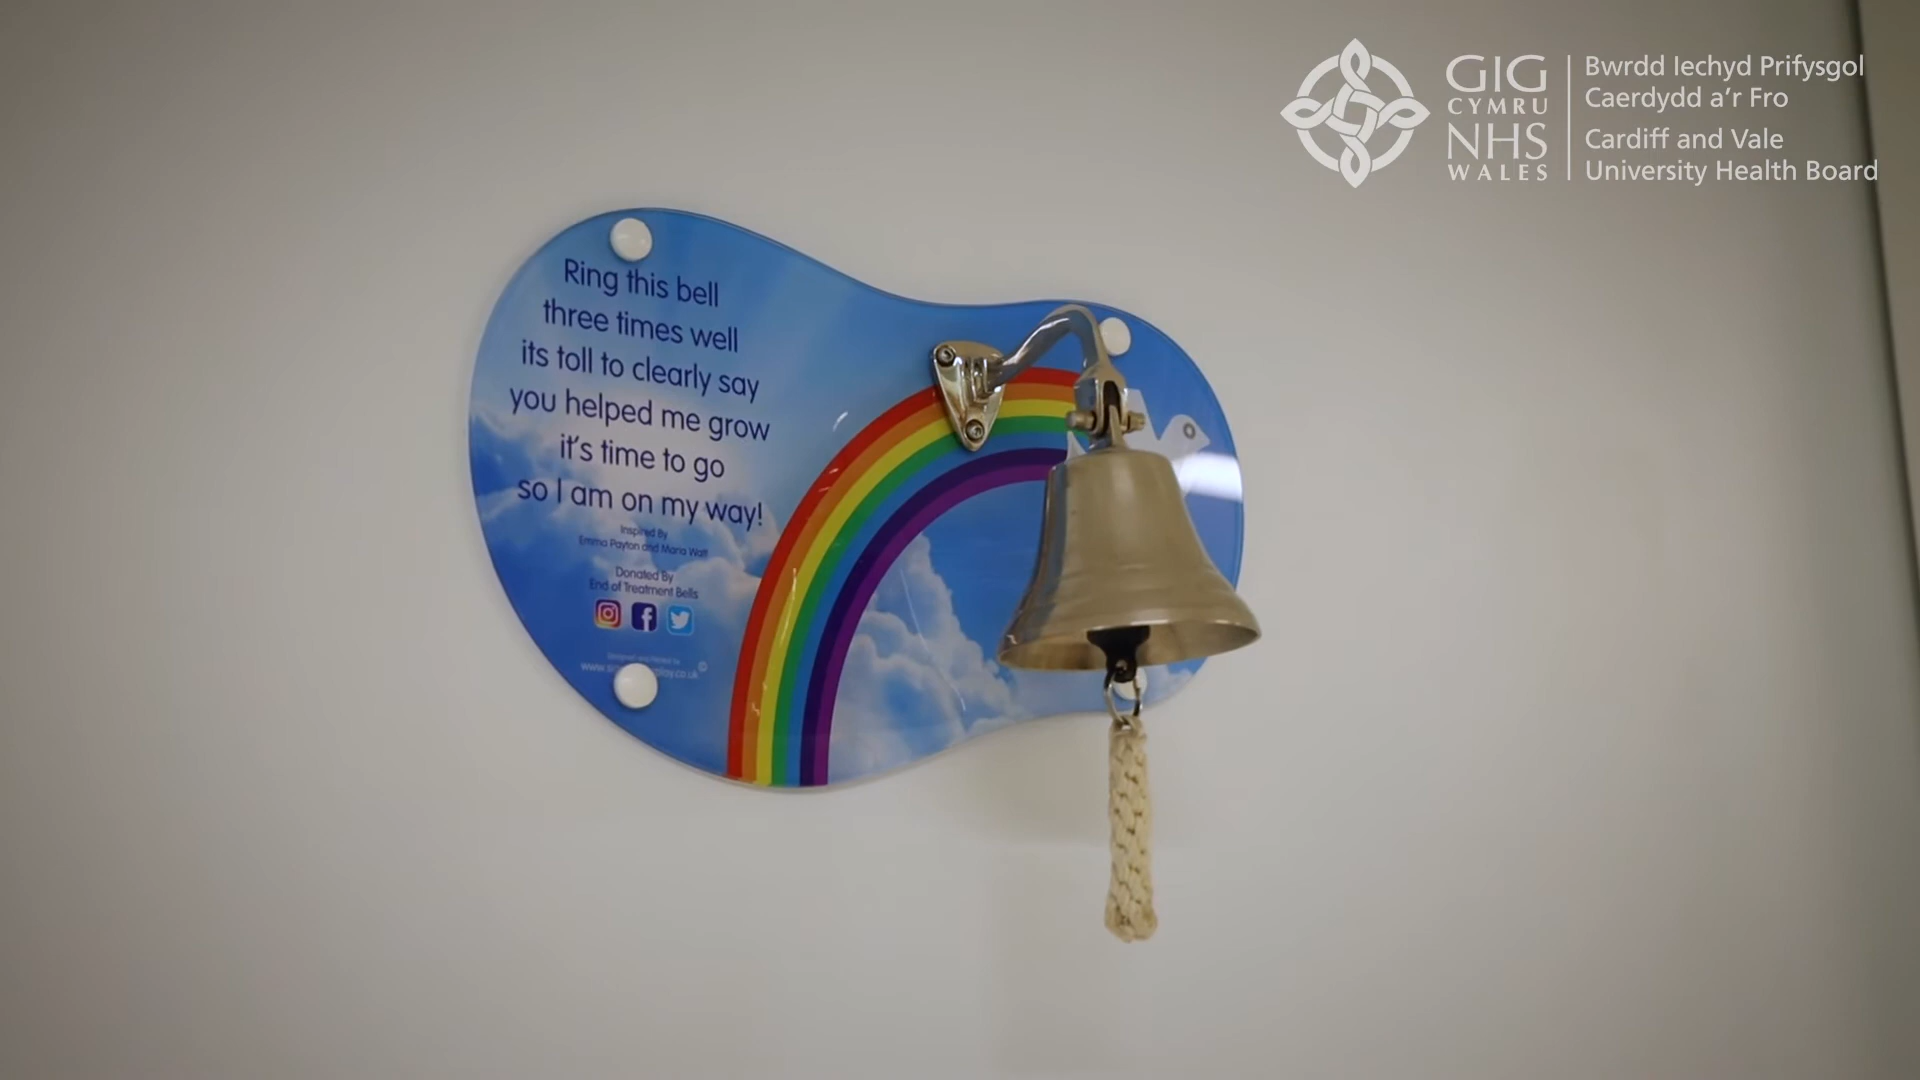 Ring this bell
three times well
its toll to clearly say
you helped me grow
it's time to go
so I am on my way!
Inspired By
Emma Payton and Maria Watt
Donated By
End of Treatment Bells
GIG
CYMRU
NHS
WALES
Bwrdd Iechyd Prifysgol
Caerdydd a'r Fro
Cardiff and Vale
University Health Board